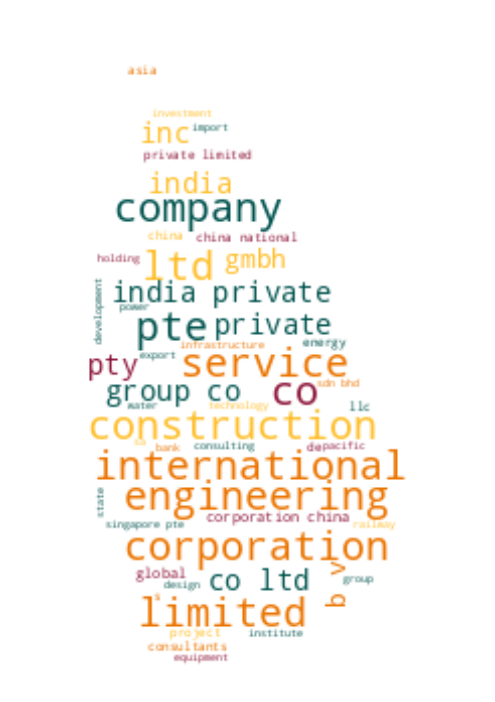 asia
investment
inc import
private limited
india
company
china china national
holding ltd gmbh
development
india private
power
pte private
infrastructure energy
pty export service
group co co sdn bhd
water technology llc
construction
sa bank consulting de pacific
international
state engineering
singapore pte corporation china railway
corporation
global
design co ltd b v group
s limited
project institute
consultants
equipment